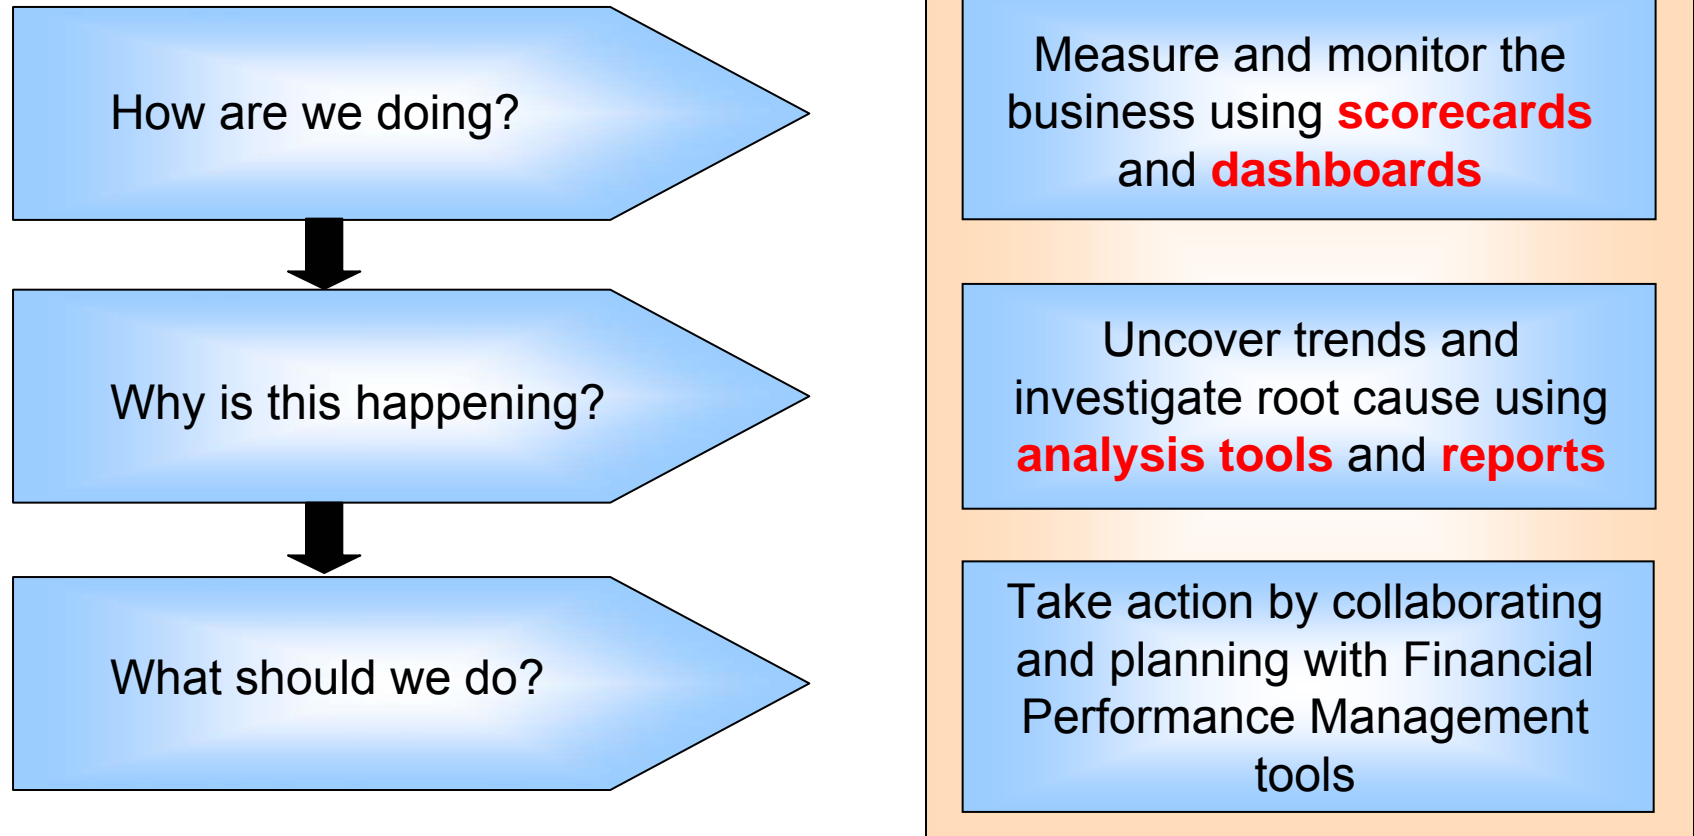 How are we doing?
Measure and monitor the
business using scorecards
and dashboards
Why is this happening?
Uncover trends and
investigate root cause using
analysis tools and reports
What should we do?
Take action by collaborating
and planning with Financial
Performance Management
tools